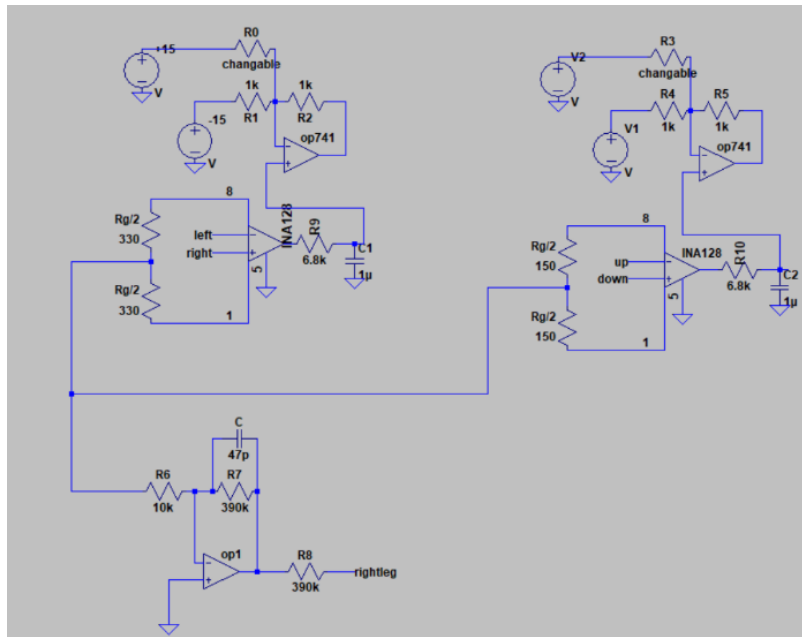 +15
R0
changable
V
-15
1k
R1
1k
R2
V
op741
8
Rg/2
330
left
right
INA128
R9
6.8k
C1
1µ
5
Rg/2
330
1
V2
R3
changable
V
V1
R4
1k
R5
1k
V
op741
8
Rg/2
150
up
down
INA128
R10
6.8k
C2
1µ
5
Rg/2
150
1
C
47p
R6
10k
R7
390k
op1
R8
390k
rightleg